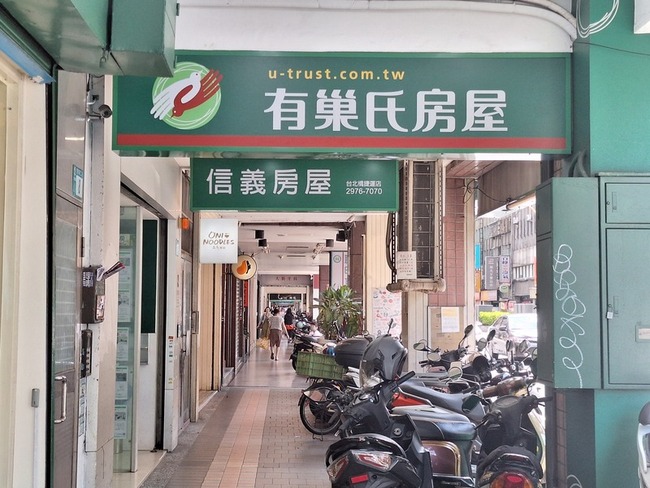 u-trust.com.tw
有巢氏房屋
信義房屋
台北橋捷運店
2976-7070
ONI
NOODLES